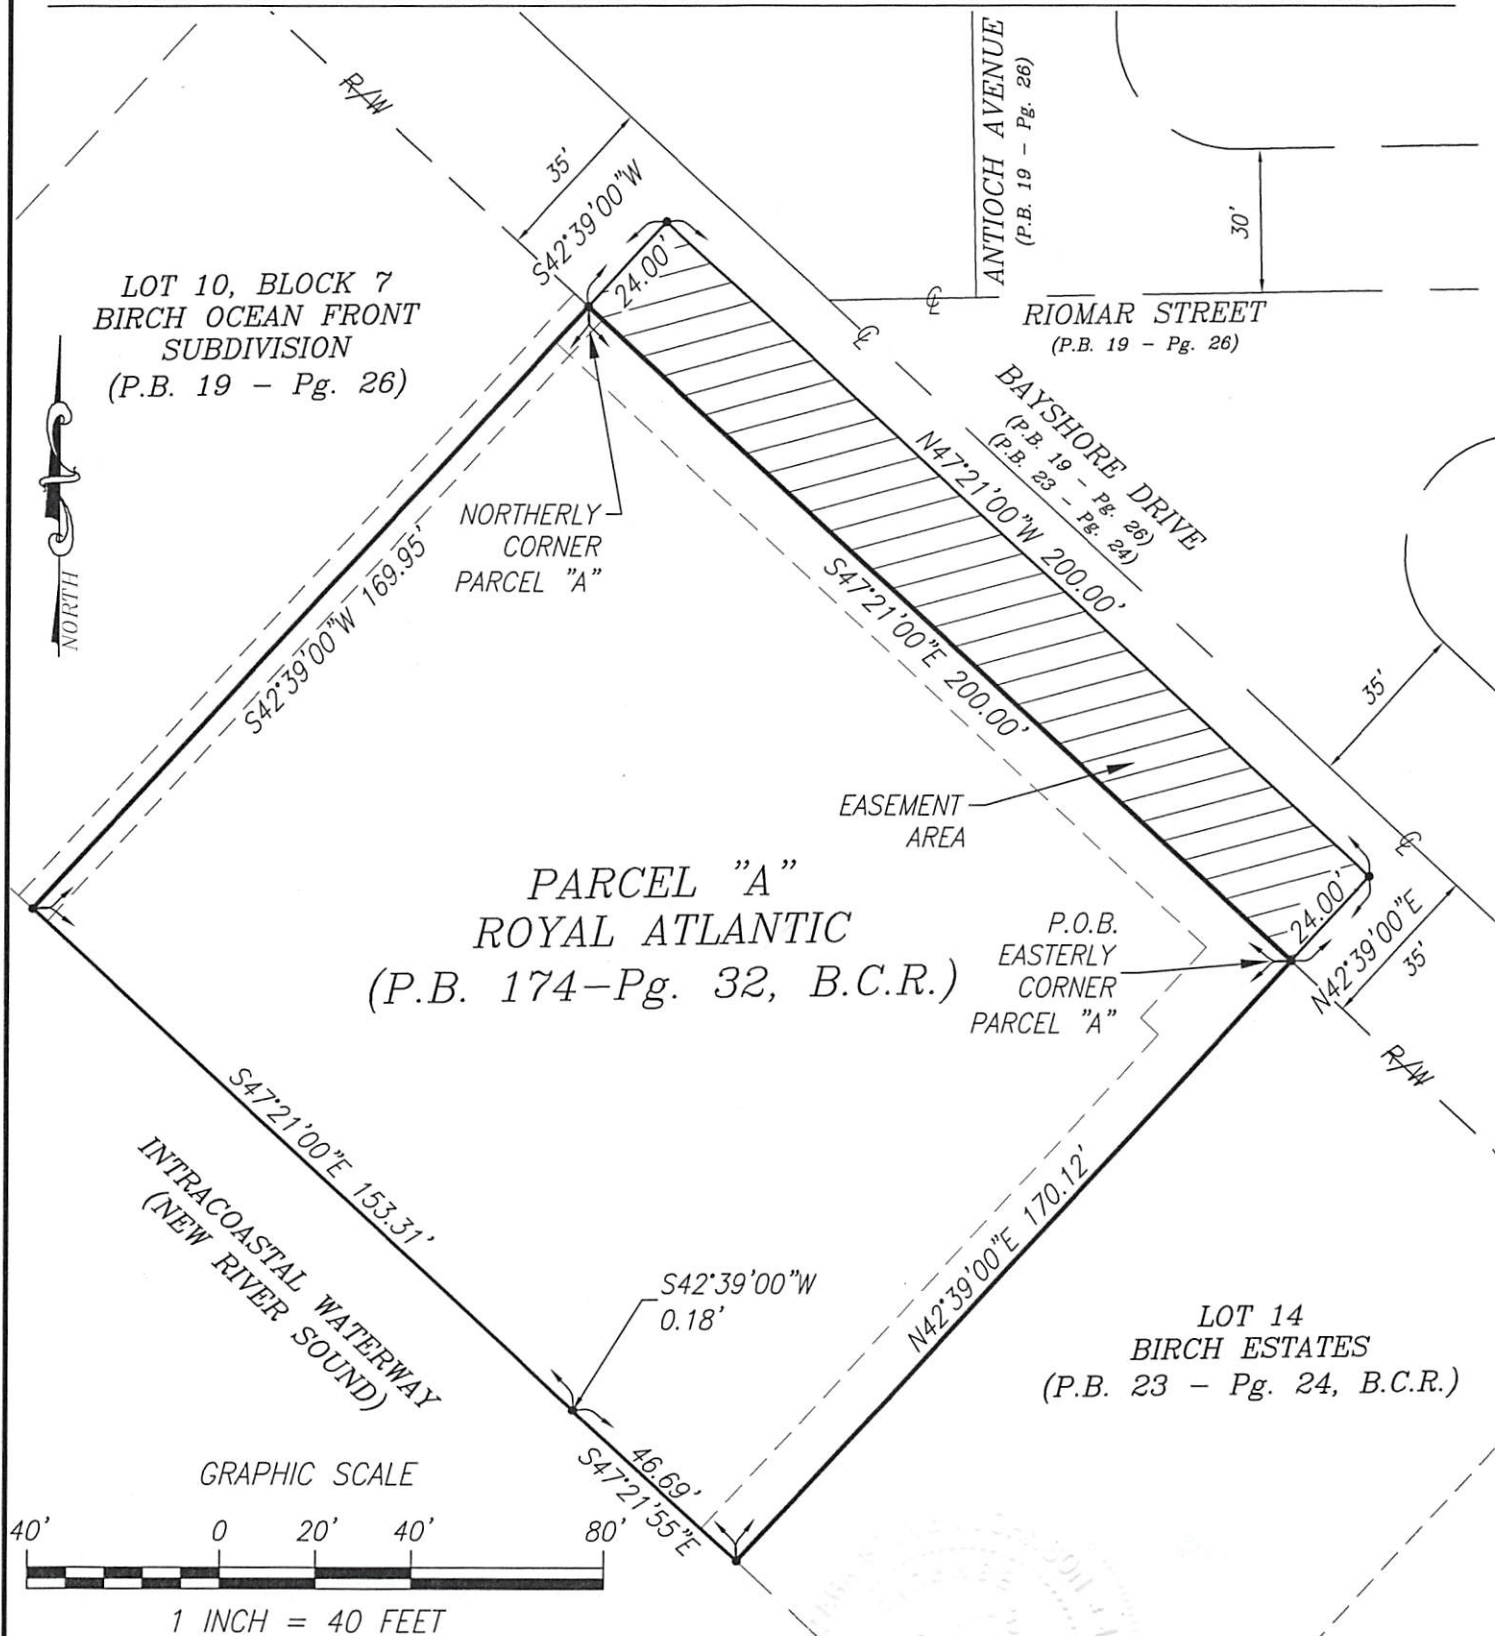 R/W
35'
S42°39'00"W
24.00'
ANTIOCH AVENUE
(P.B. 19 - Pg. 26)
30'
LOT 10, BLOCK 7
BIRCH OCEAN FRONT
SUBDIVISION
(P.B. 19 - Pg. 26)
℄
℄
RIOMAR STREET
(P.B. 19 - Pg. 26)
BAYSHORE DRIVE
(P.B. 19 - Pg. 26)
(P.B. 23 - Pg. 24)
N47°21'00"W 200.00'
NORTH
NORTHERLY
CORNER
PARCEL "A"
S42°39'00"W 169.95'
S47°21'00"E 200.00'
35'
EASEMENT
AREA
℄
PARCEL "A"
ROYAL ATLANTIC
(P.B. 174-Pg. 32, B.C.R.)
P.O.B.
EASTERLY
CORNER
PARCEL "A"
24.00'
N42°39'00"E
35'
R/W
S47°21'00"E 153.31'
INTRACOASTAL WATERWAY
(NEW RIVER SOUND)
N42°39'00"E 170.12'
S42°39'00"W
0.18'
LOT 14
BIRCH ESTATES
(P.B. 23 - Pg. 24, B.C.R.)
46.69'
S47°21'55"E
GRAPHIC SCALE
40' 0 20' 40' 80'
1 INCH = 40 FEET